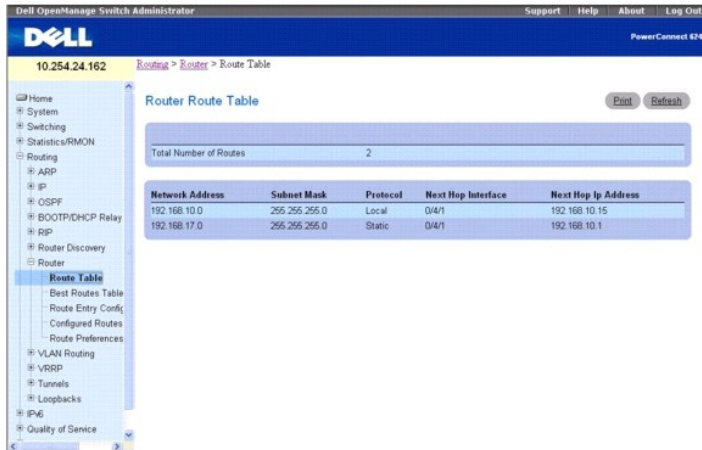 Dell OpenManage Switch Administrator
Support Help About Log Out
DELL
PowerConnect 624
10.254.24.162
Routing > Router > Route Table
Home
System
Switching
Statistics/RMON
Routing
ARP
IP
OSPF
BOOTP/DHCP Relay
RIP
Router Discovery
Router
Route Table
Best Routes Table
Route Entry Config
Configured Routes
Route Preferences
VLAN Routing
VRRP
Tunnels
Loopbacks
IPv6
Quality of Service
Router Route Table
Print Refresh
Total Number of Routes 2
Network Address Subnet Mask Protocol Next Hop Interface Next Hop Ip Address
192.168.10.0 255.255.255.0 Local 0/4/1 192.168.10.15
192.168.17.0 255.255.255.0 Static 0/4/1 192.168.10.1